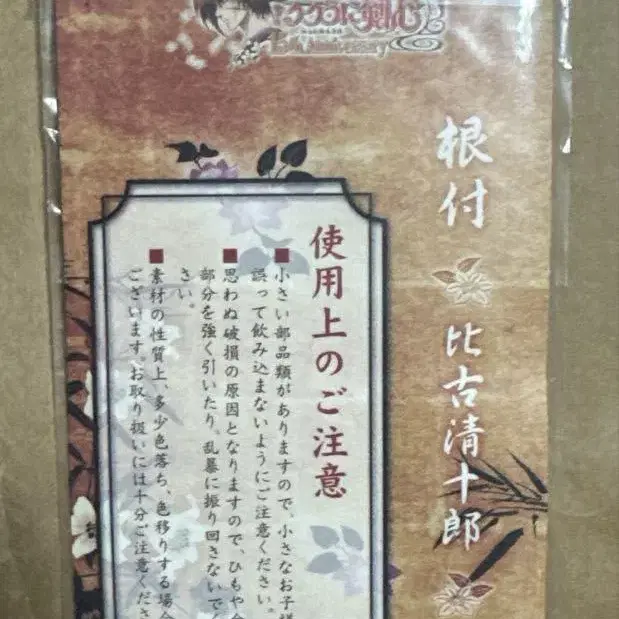 根付
比古清十郎
使用上のご注意
■小さい部品類がありますので、小さなお子様
誤って飲み込まないようにご注意ください。
■思わぬ破損の原因となりますので、ひもや金
部分を強く引いたり、乱暴に振り回さないでく
さい。
■素材の性質上、多少色落ち、色移りする場合
ございます。お取り扱いには十分ご注意くださ